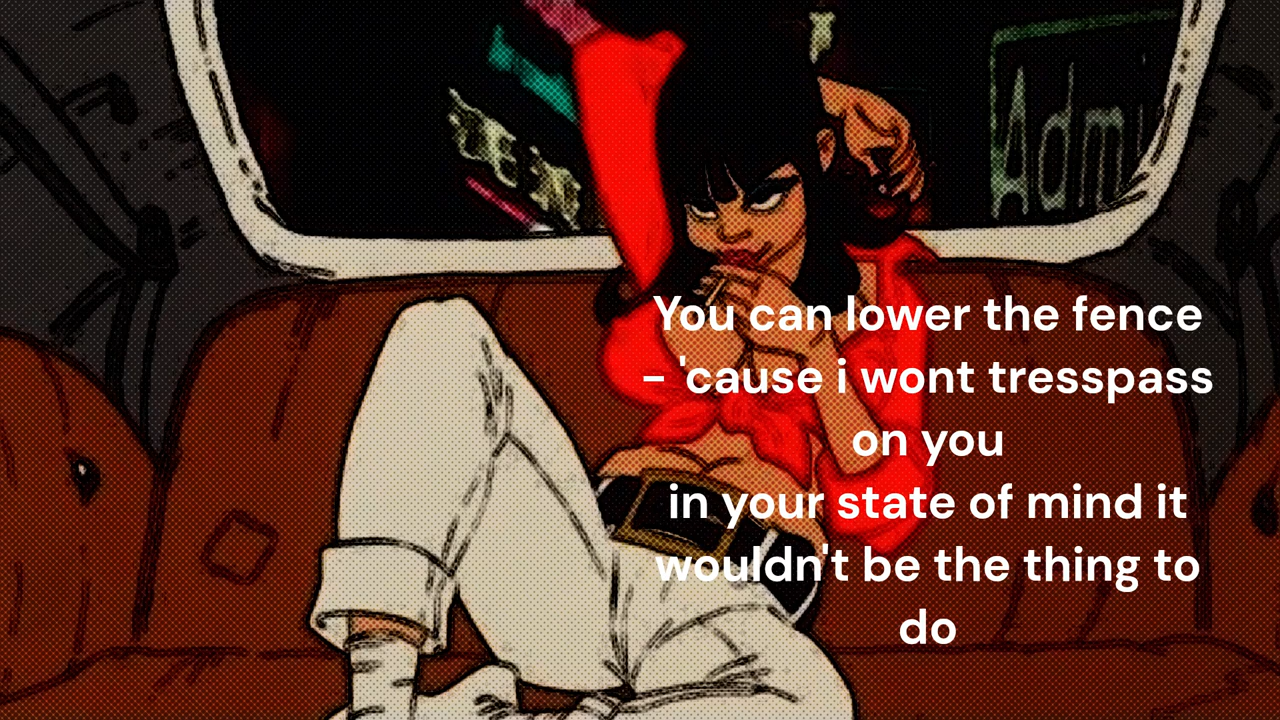 Admi
You can lower the fence
- 'cause i wont tresspass
on you
in your state of mind it
wouldn't be the thing to
do